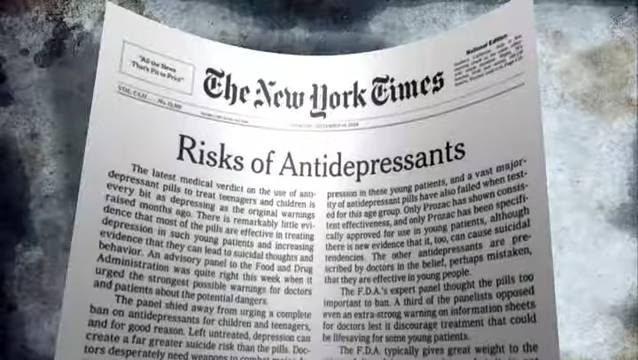 "All the News
That's Fit to Print"
The New York Times
National Edition
VOL. CLIV
Risks of Antidepressants
The latest medical verdict on the use of anti-
depressant pills to treat teenagers and children is
every bit as depressing as the original warnings
raised months ago. There is remarkably little evi-
dence that most of the pills are effective in treating
depression in such young patients and increasing
evidence that they can lead to suicidal thoughts and
behavior. An advisory panel to the Food and Drug
Administration was quite right this week when it
urged the strongest possible warnings for doctors
and patients about the potential dangers.
The panel shied away from urging a complete
ban on antidepressants for children and teenagers,
and for good reason. Left untreated, depression can
create a far greater suicide risk than the pills. Doc-
tors desperately need weapons to combat
pression in these young patients, and a vast major-
ity of antidepressant pills have also failed when test-
ed for this age group. Only Prozac has shown consis-
tent effectiveness, and only Prozac has been specifi-
cally approved for use in young patients, although
there is new evidence that it, too, can cause suicidal
tendencies. The other antidepressants are pre-
scribed by doctors in the belief, perhaps mistaken,
that they are effective in young people.
The F.D.A.'s expert panel thought the pills too
important to ban. A third of the panelists opposed
even an extra-strong warning on information sheets
for doctors lest it discourage treatment that could
be lifesaving for some young patients.
The F.D.A. typically gives great weight to the